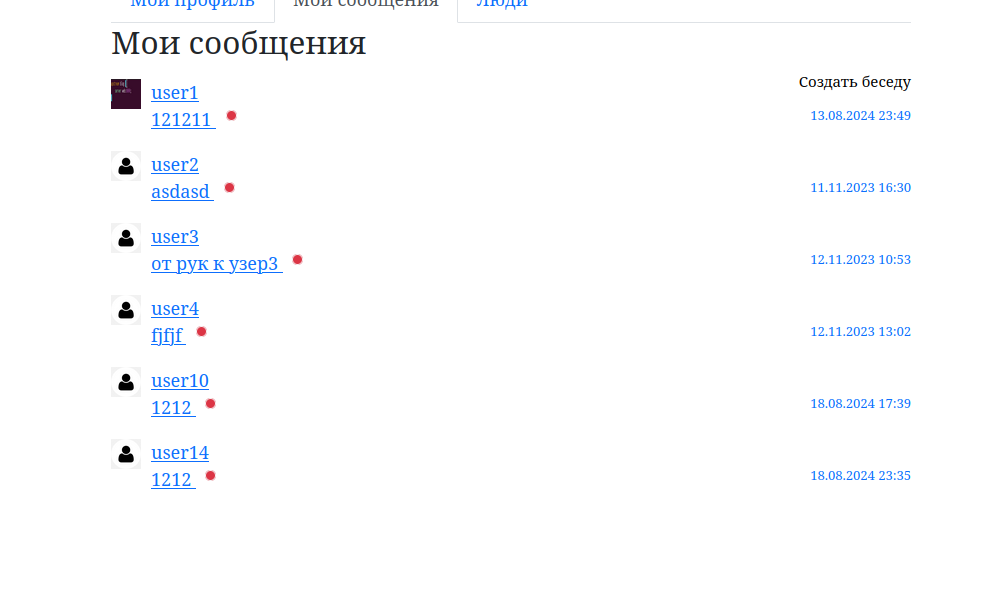 Мой профиль Мои сообщения Люди
Мои сообщения
Создать беседу
user1
121211 13.08.2024 23:49
user2
asdasd 11.11.2023 16:30
user3
от рук к узер3 12.11.2023 10:53
user4
fjfjf 12.11.2023 13:02
user10
1212 18.08.2024 17:39
user14
1212 18.08.2024 23:35